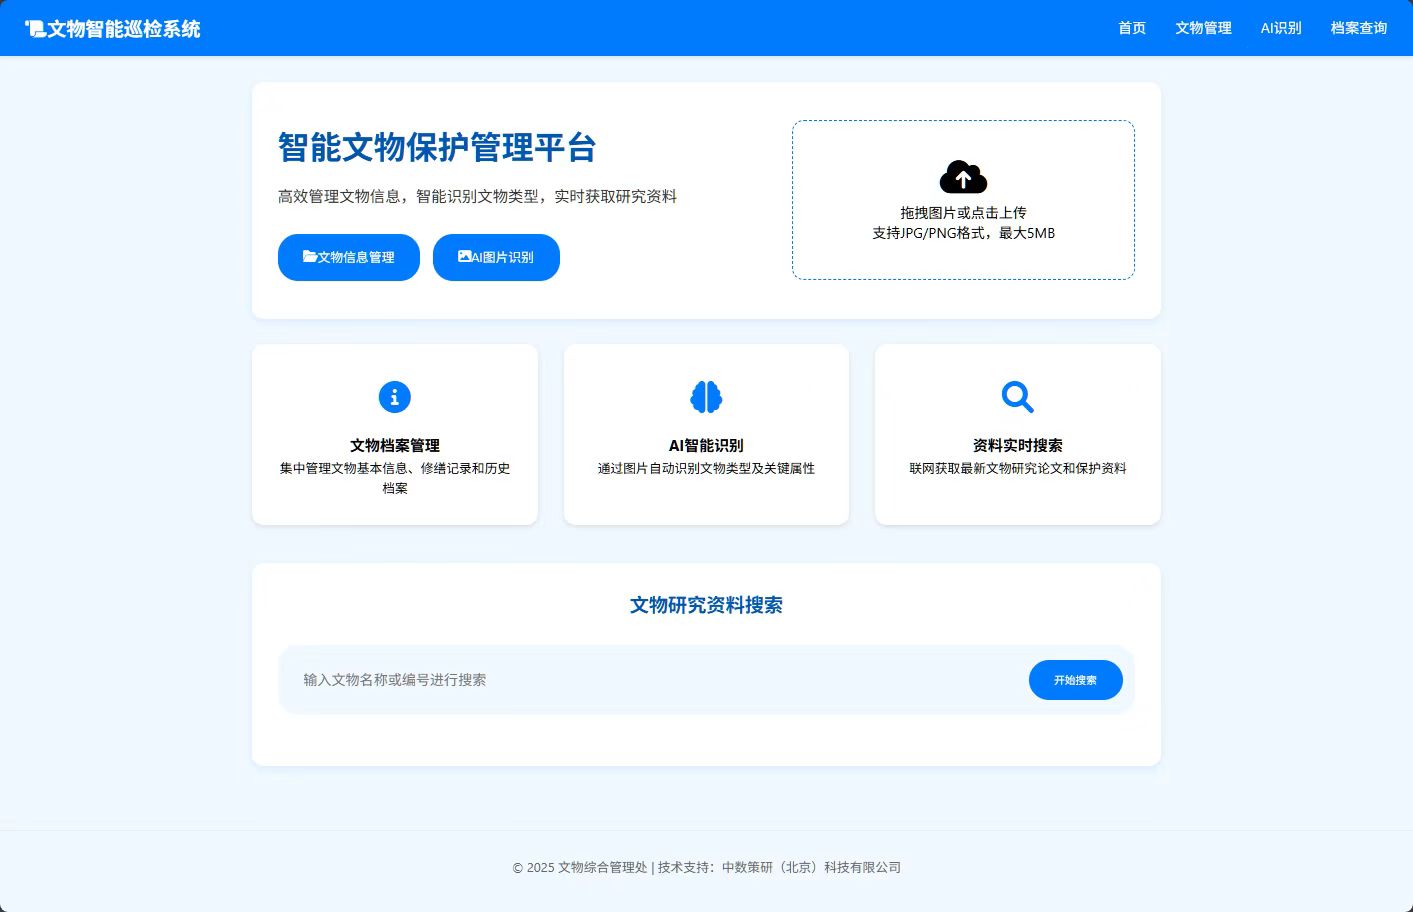 文物智能巡检系统
首页
文物管理
AI识别
档案查询
智能文物保护管理平台
高效管理文物信息，智能识别文物类型，实时获取研究资料
文物信息管理
AI图片识别
拖拽图片或点击上传
支持JPG/PNG格式，最大5MB
文物档案管理
集中管理文物基本信息、修缮记录和历史
档案
AI智能识别
通过图片自动识别文物类型及关键属性
资料实时搜索
联网获取最新文物研究论文和保护资料
文物研究资料搜索
输入文物名称或编号进行搜索
开始搜索
© 2025 文物综合管理处 | 技术支持：中数策研（北京）科技有限公司